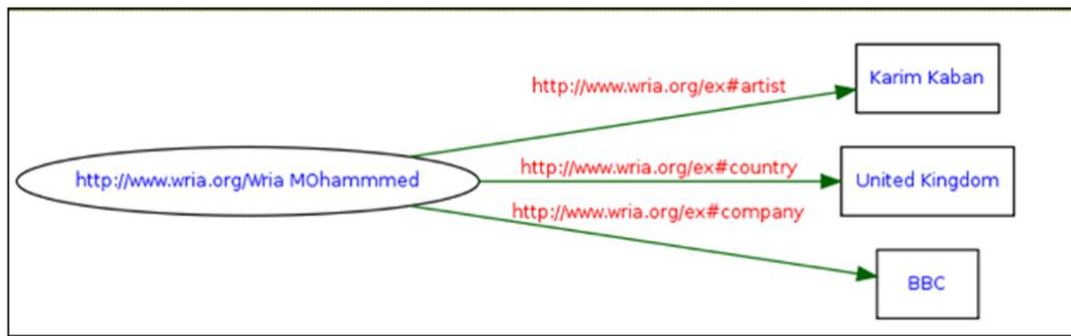 http://www.wria.org/ex#artist
Karim Kaban
http://www.wria.org/Wria MOhammmed
http://www.wria.org/ex#country
United Kingdom
http://www.wria.org/ex#company
BBC